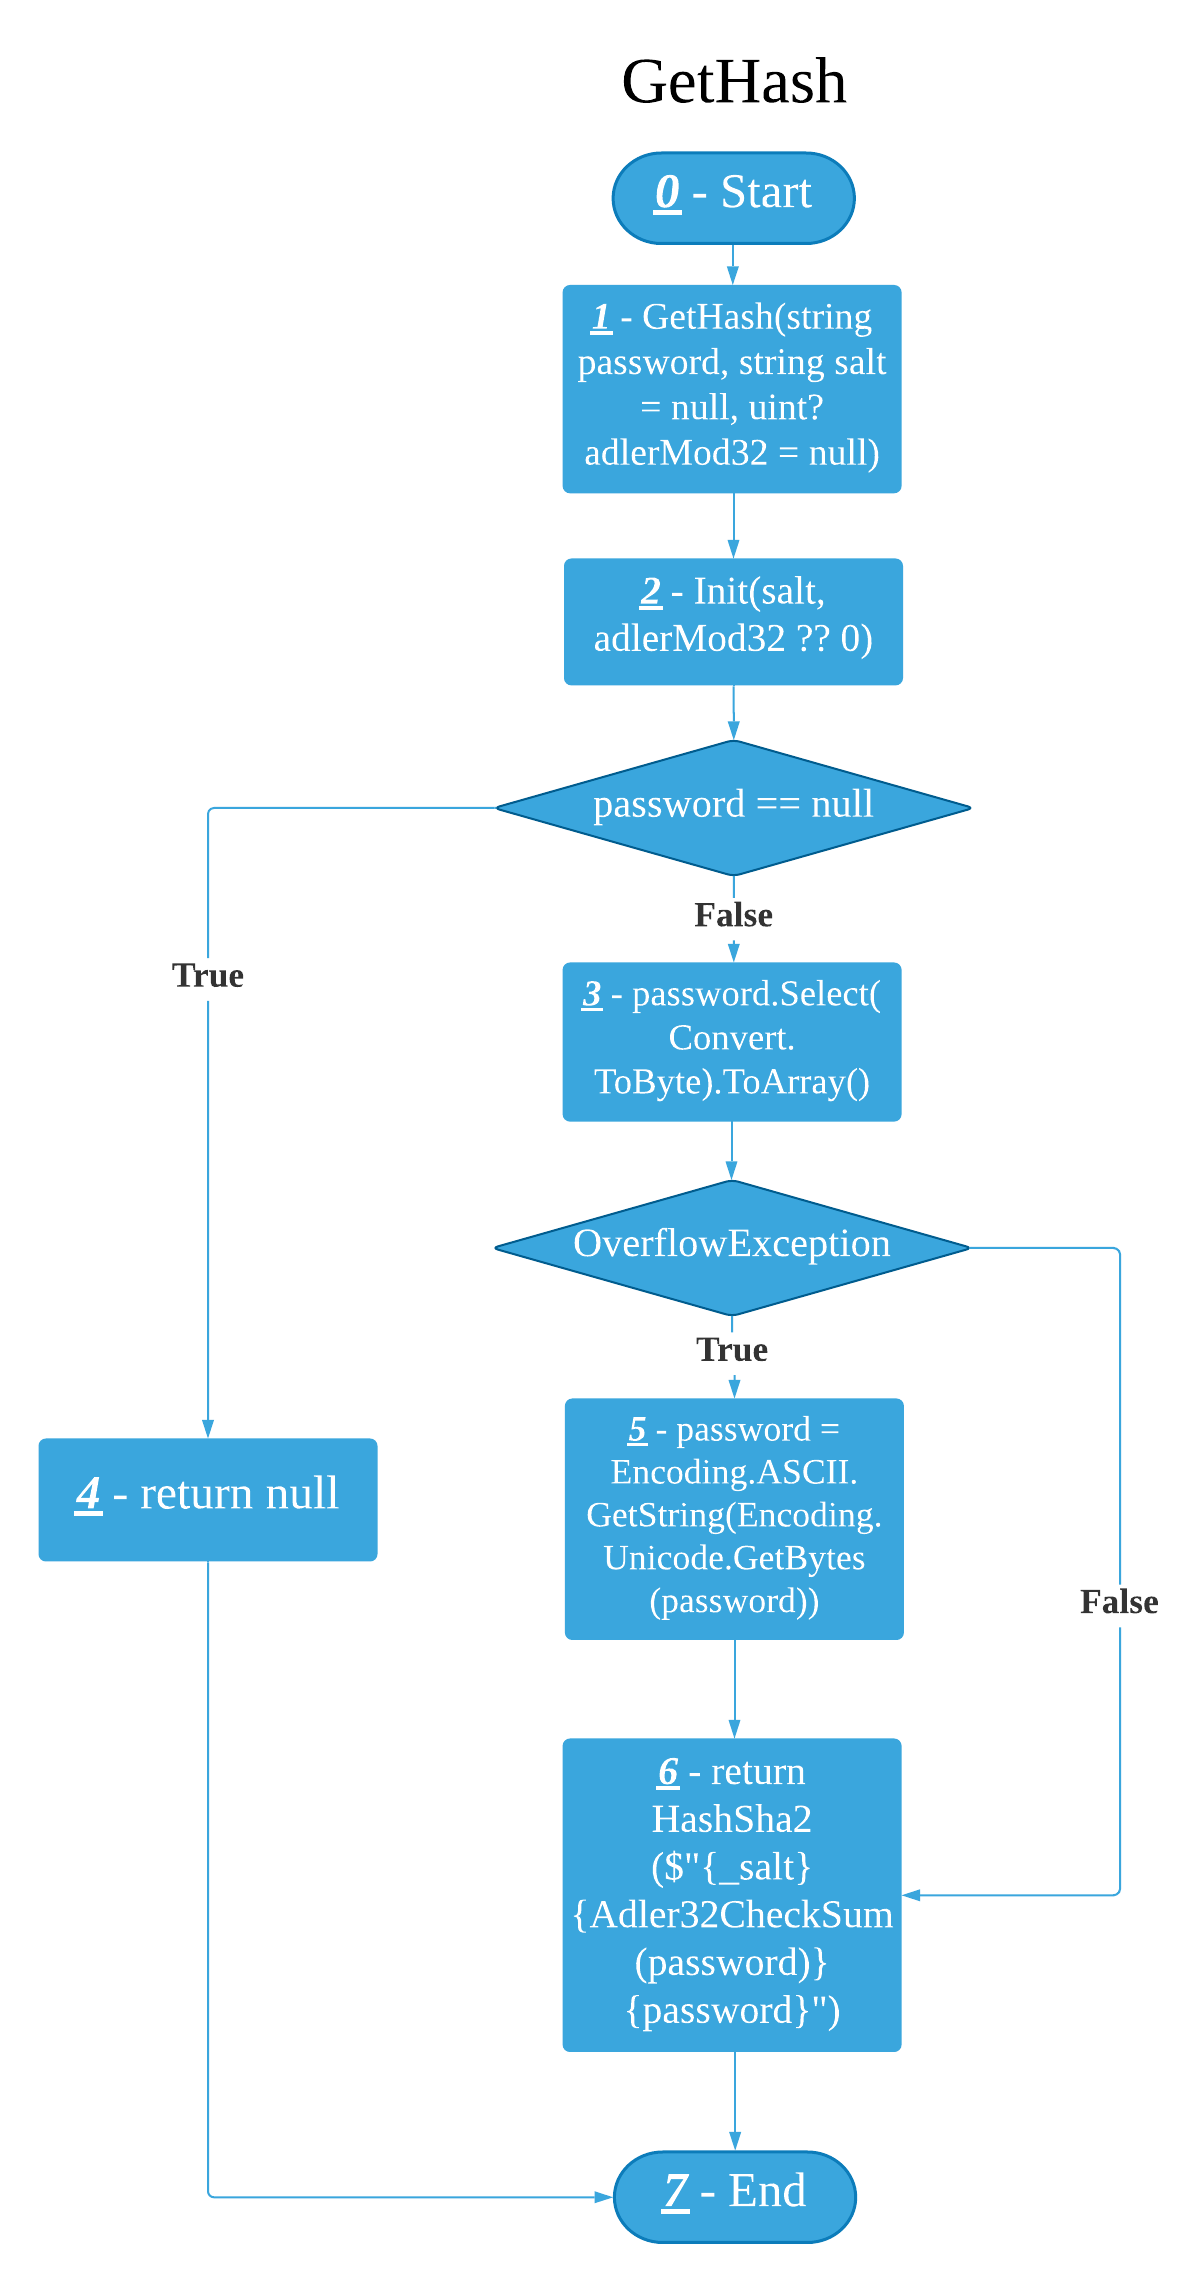 GetHash
0 - Start
1 - GetHash(string
password, string salt
= null, uint?
adlerMod32 = null)
2 - Init(salt,
adlerMod32 ?? 0)
password == null
False
True
3 - password.Select(
Convert.
ToByte).ToArray()
OverflowException
True
5 - password =
Encoding.ASCII.
GetString(Encoding.
Unicode.GetBytes
(password))
4 - return null
False
6 - return
HashSha2
($"{_salt}
{Adler32CheckSum
(password)}
{password}")
7 - End